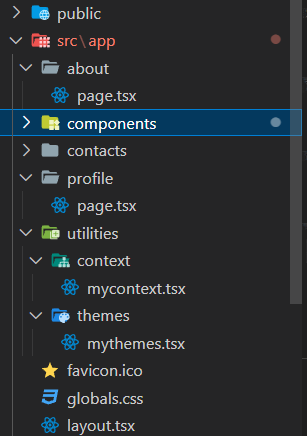 public
src\app
about
page.tsx
components
contacts
profile
page.tsx
utilities
context
mycontext.tsx
themes
mythemes.tsx
favicon.ico
globals.css
layout.tsx